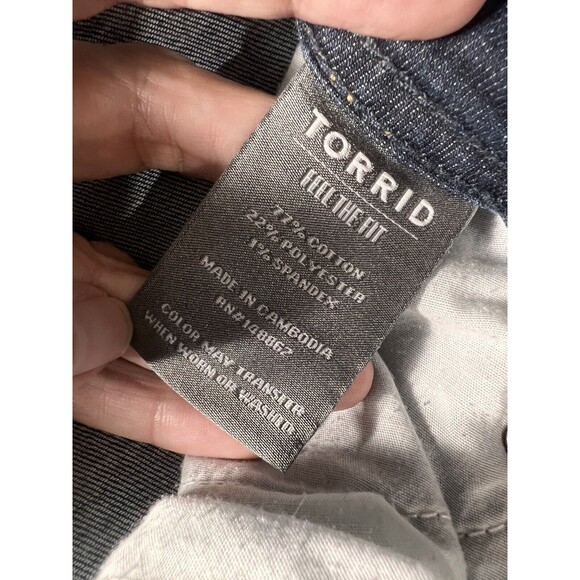 TORRID
FEEL THE FIT
77% COTTON
22% POLYESTER
1% SPANDEX
MADE IN CAMBODIA
RN#148862
COLOR MAY TRANSFER
WHEN WORN OR WASHED